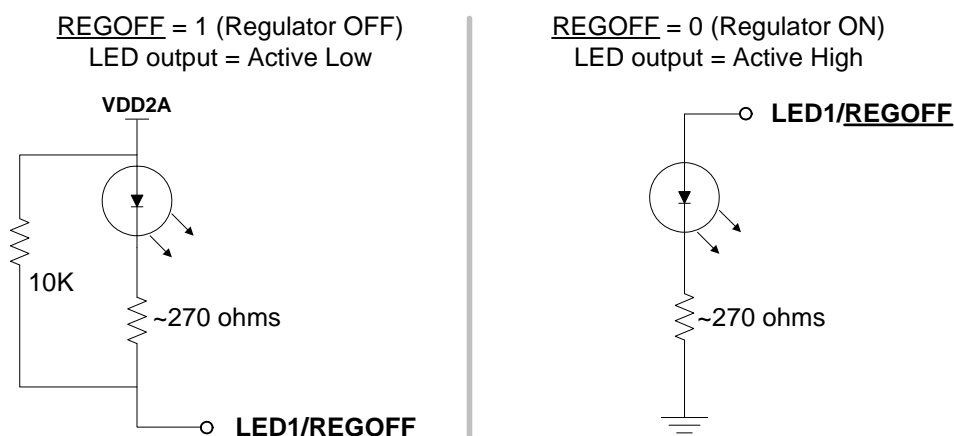 REGOFF = 1 (Regulator OFF)
LED output = Active Low
VDD2A
10K
~270 ohms
LED1/REGOFF
REGOFF = 0 (Regulator ON)
LED output = Active High
LED1/REGOFF
~270 ohms